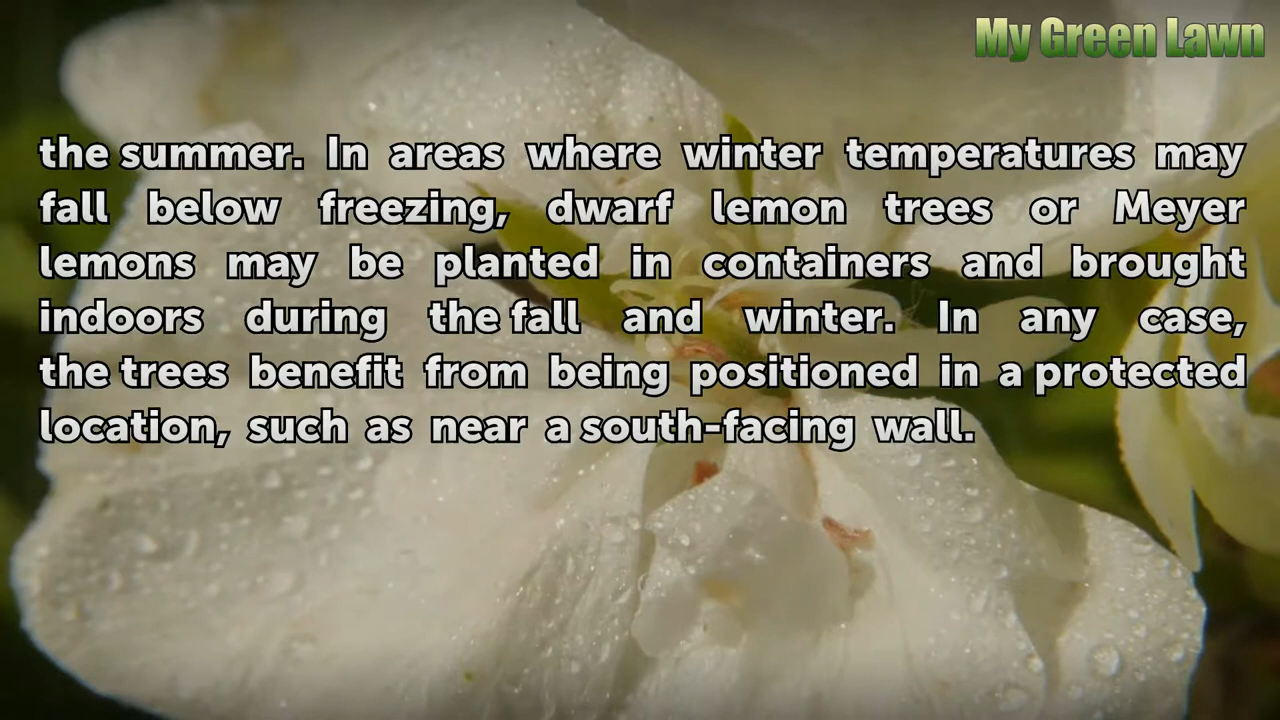 My Green Lawn
the summer. In areas where winter temperatures may
fall below freezing, dwarf lemon trees or Meyer
lemons may be planted in containers and brought
indoors during the fall and winter. In any case,
the trees benefit from being positioned in a protected
location, such as near a south-facing wall.